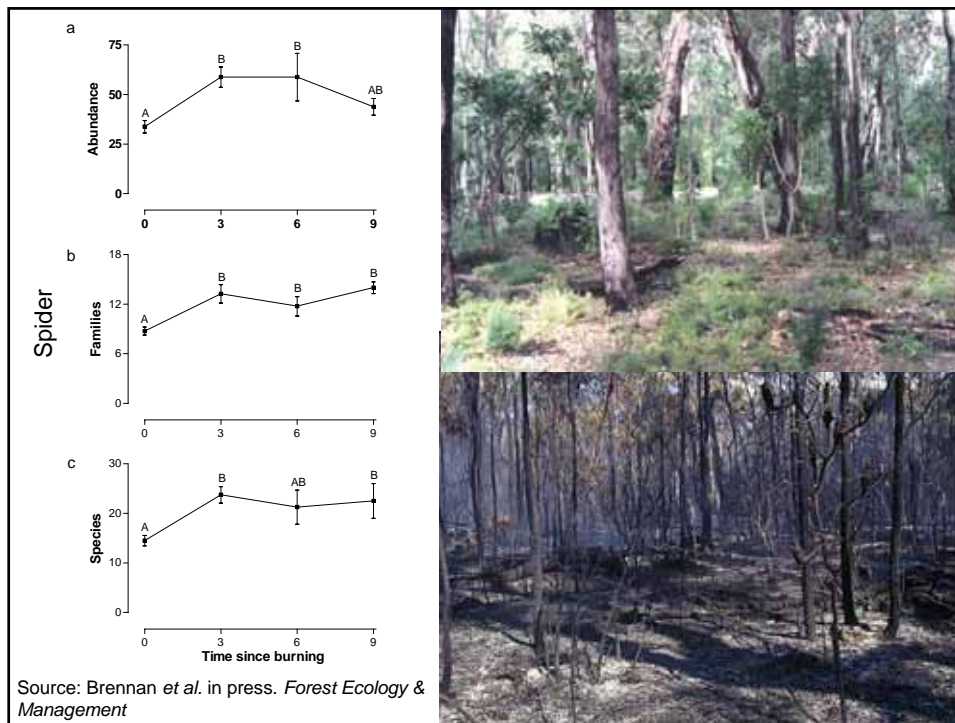 Spider
a
Abundance
75
50
25
0
A
B
B
AB
0 3 6 9
b
Families
18
12
6
0
A
B
B
B
0 3 6 9
c
Species
30
20
10
0
A
B
AB
B
0 3 6 9
Time since burning
Source: Brennan et al. in press. Forest Ecology &
Management